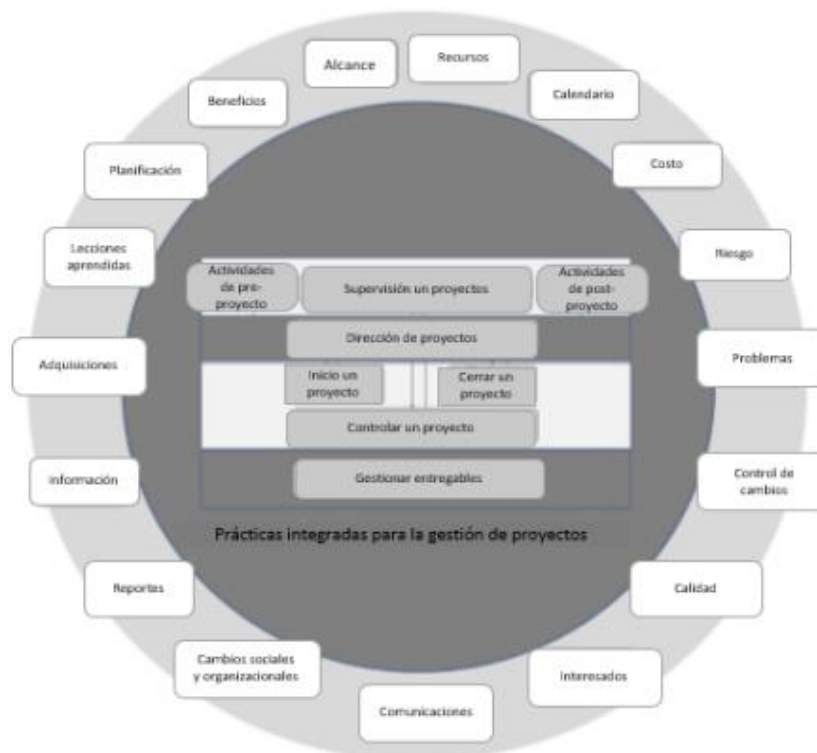 Alcance
Recursos
Beneficios
Calendario
Planificación
Costo
Lecciones
aprendidas
Riesgo
Actividades
de pre-
proyecto
Supervisión un proyectos
Actividades
de post-
proyecto
Dirección de proyectos
Adquisiciones
Problemas
Inicio un
proyecto
Cerrar un
proyecto
Controlar un proyecto
Información
Gestionar entregables
Control de
cambios
Prácticas integradas para la gestión de proyectos
Reportes
Calidad
Cambios sociales
y organizacionales
Interesados
Comunicaciones